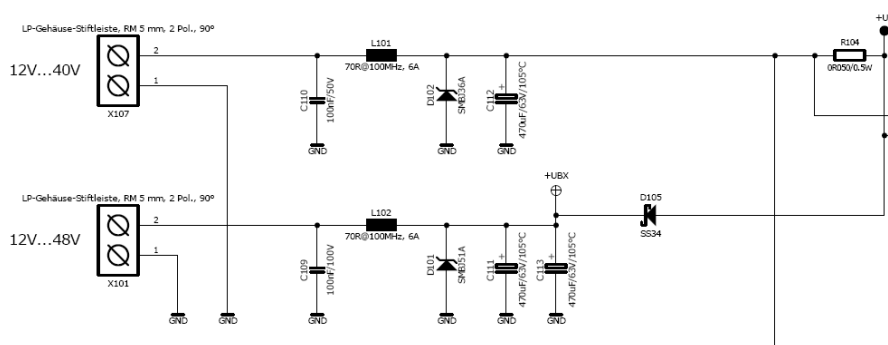 LP-Gehäuse-Stiftleiste, RM 5 mm, 2 Pol., 90°
12V...40V
2
1
X107
L101
70R@100MHz, 6A
C110
100nF/50V
D102
SMBJ36A
+
C112
470uF/63V/105°C
R104
0R050/0.5W
GND
GND
GND
+UBX
D105
SS34
LP-Gehäuse-Stiftleiste, RM 5 mm, 2 Pol., 90°
12V...48V
2
1
X101
L102
70R@100MHz, 6A
C109
100nF/100V
D101
SMBJ51A
+
C111
470uF/63V/105°C
+
C113
470uF/63V/105°C
GND
GND
GND
GND
GND
GND